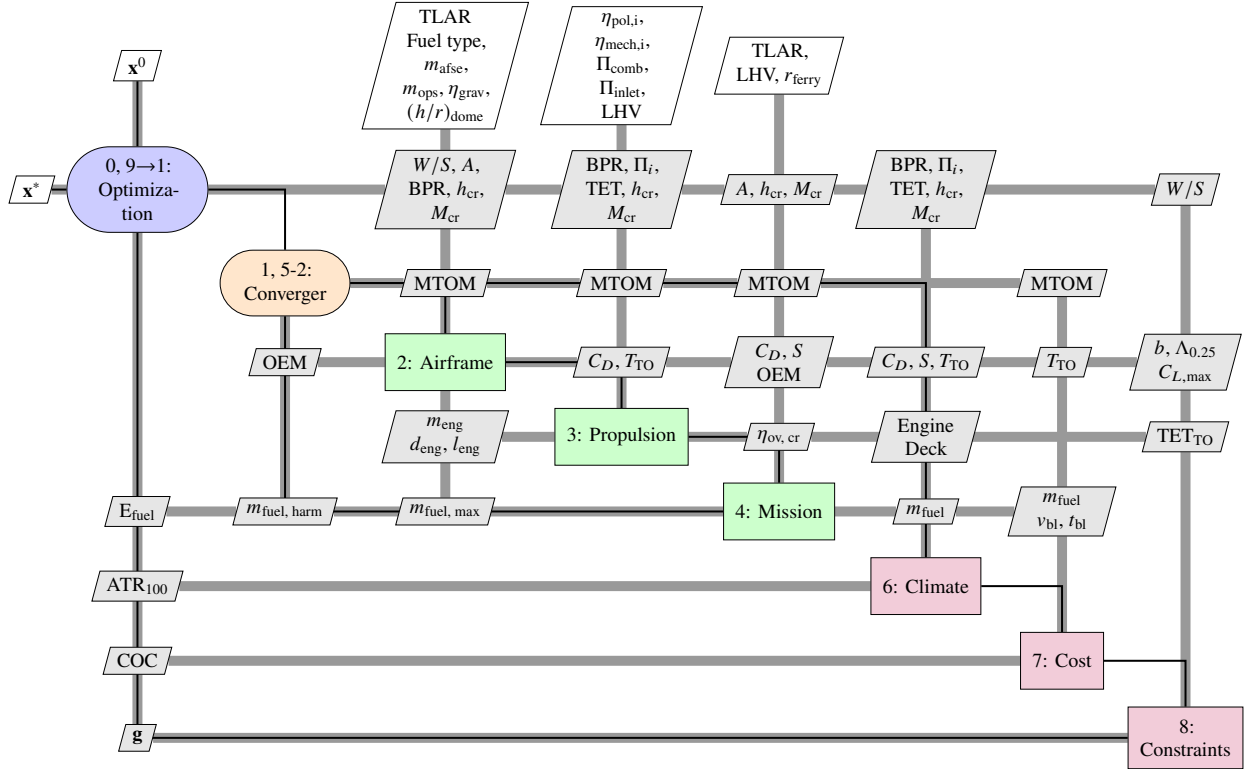 TLAR
Fuel type,
m_afse
m_ops, η_grav,
(h/r)_dome
η_pol,i,
η_mech,i,
Π_comb,
Π_inlet,
LHV
TLAR,
LHV, r_ferry
x^0
x^*
0, 9→1:
Optimiza-
tion
W/S, A,
BPR, h_cr,
M_cr
BPR, Π_i,
TET, h_cr,
M_cr
A, h_cr, M_cr
BPR, Π_i,
TET, h_cr,
M_cr
W/S
1, 5-2:
Converger
MTOM
MTOM
MTOM
MTOM
OEM
2: Airframe
C_D, T_TO
C_D, S
OEM
C_D, S, T_TO
T_TO
b, Λ_0.25
C_L,max
m_eng
d_eng, l_eng
3: Propulsion
η_ov, cr
Engine
Deck
TET_TO
E_fuel
m_fuel, harm
m_fuel, max
4: Mission
m_fuel
m_fuel
v_bl, t_bl
ATR_100
6: Climate
COC
7: Cost
g
8:
Constraints